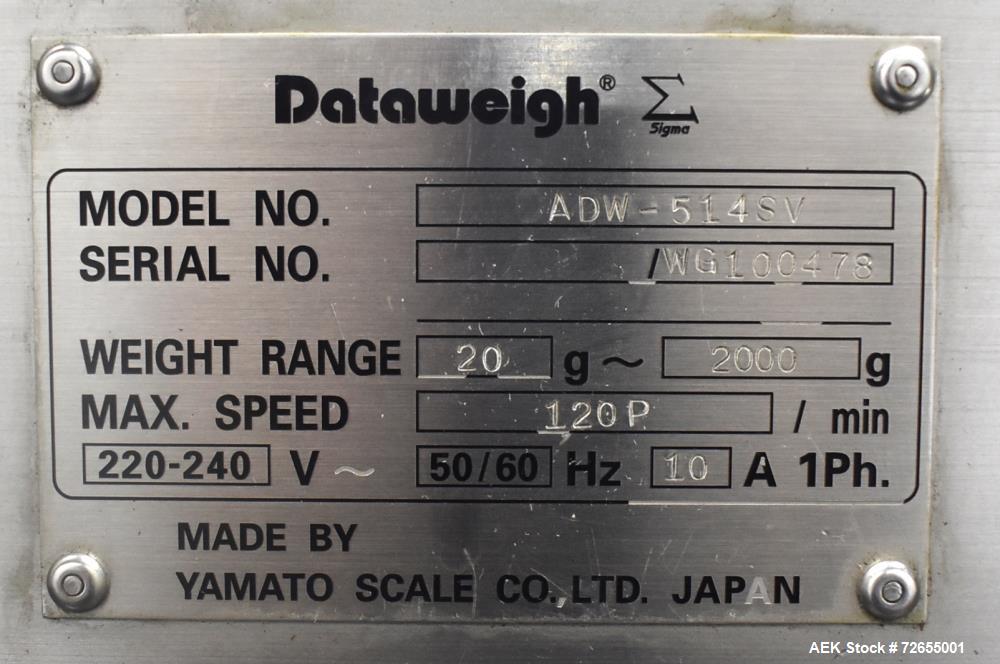 Dataweigh® Σ
Sigma
MODEL NO. ADW-514SV
SERIAL NO. /WG100478
WEIGHT RANGE 20 g ~ 2000 g
MAX. SPEED 120P / min
220-240 V ~ 50/60 Hz 10 A 1Ph.
MADE BY
YAMATO SCALE CO.,LTD. JAPAN
AEK Stock # 72655001